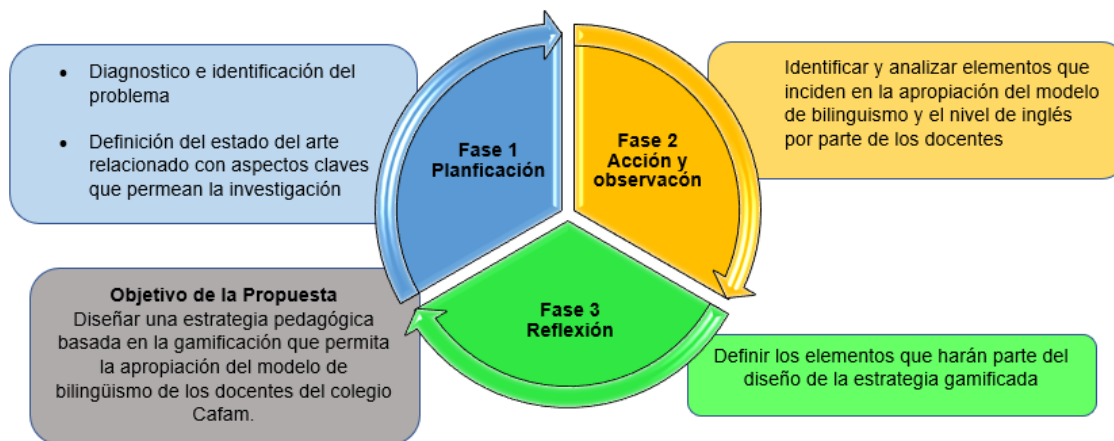 • Diagnostico e identificación del
problema
• Definición del estado del arte
relacionado con aspectos claves
que permean la investigación
Fase 1
Planficación
Fase 2
Acción y
observacón
Identificar y analizar elementos que
inciden en la apropiación del modelo
de bilinguismo y el nivel de inglés
por parte de los docentes
Objetivo de la Propuesta
Diseñar una estrategia pedagógica
basada en la gamificación que permita
la apropiación del modelo de
bilingüismo de los docentes del colegio
Cafam.
Fase 3
Reflexión
Definir los elementos que harán parte del
diseño de la estrategia gamificada